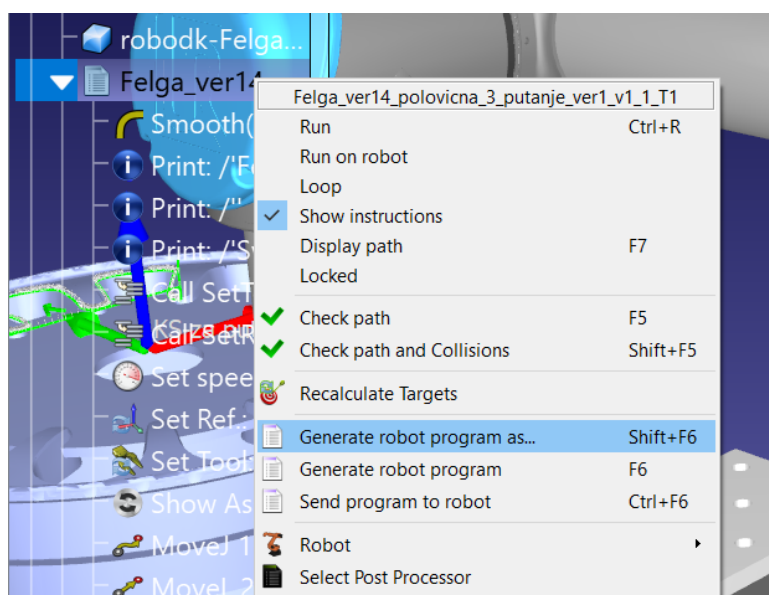 robodk-Felga...
Felga_ver14
Felga_ver14_polovicna_3_putanje_ver1_v1_1_T1
Smooth(
Run Ctrl+R
Print: /'F
Run on robot
Loop
Print: /''
Show instructions
Print: /'S
Display path F7
Locked
Call SetT
KS za
Check path F5
Call SetR
Check path and Collisions Shift+F5
Set spee
Recalculate Targets
Set Ref.:
Generate robot program as... Shift+F6
Set Tool:
Generate robot program F6
Show As
Send program to robot Ctrl+F6
MoveJ 1
Robot
MoveL 2
Select Post Processor